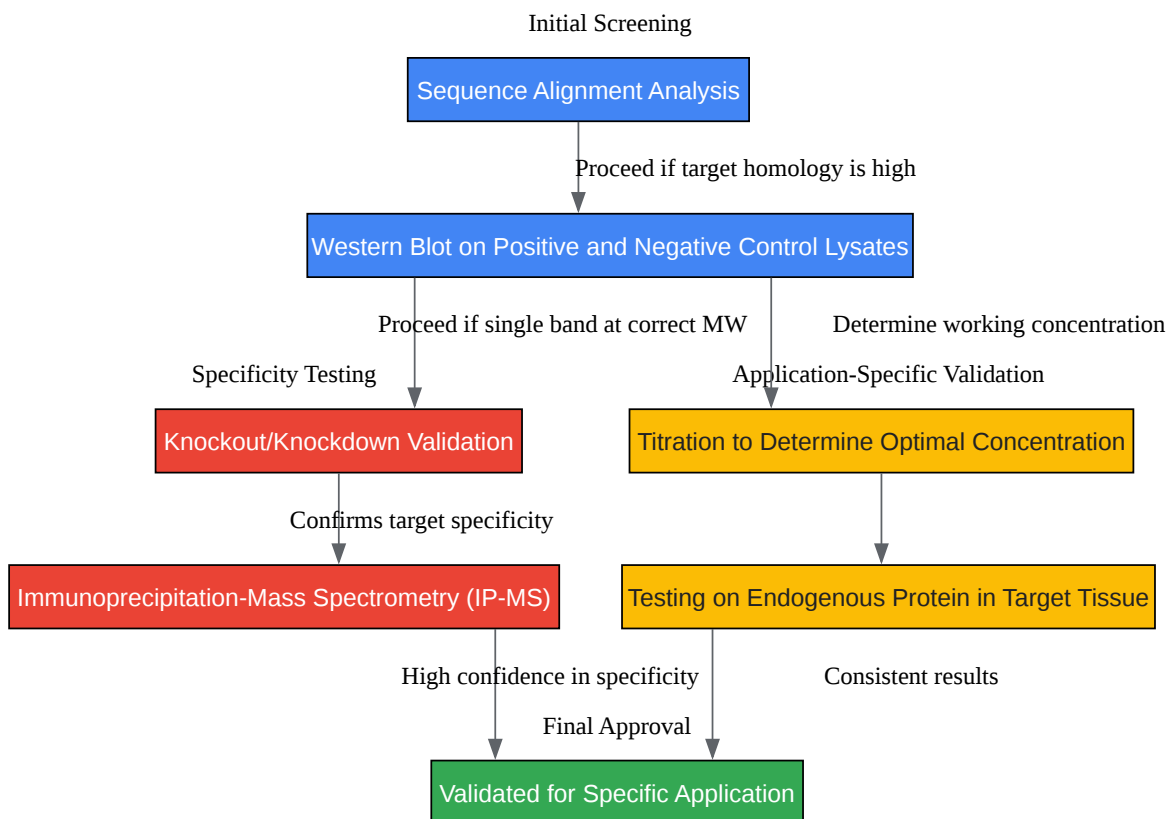 Initial Screening
Sequence Alignment Analysis
Proceed if target homology is high
Western Blot on Positive and Negative Control Lysates
Proceed if single band at correct MW
Determine working concentration
Specificity Testing
Application-Specific Validation
Knockout/Knockdown Validation
Titration to Determine Optimal Concentration
Confirms target specificity
Immunoprecipitation-Mass Spectrometry (IP-MS)
Testing on Endogenous Protein in Target Tissue
High confidence in specificity
Consistent results
Final Approval
Validated for Specific Application